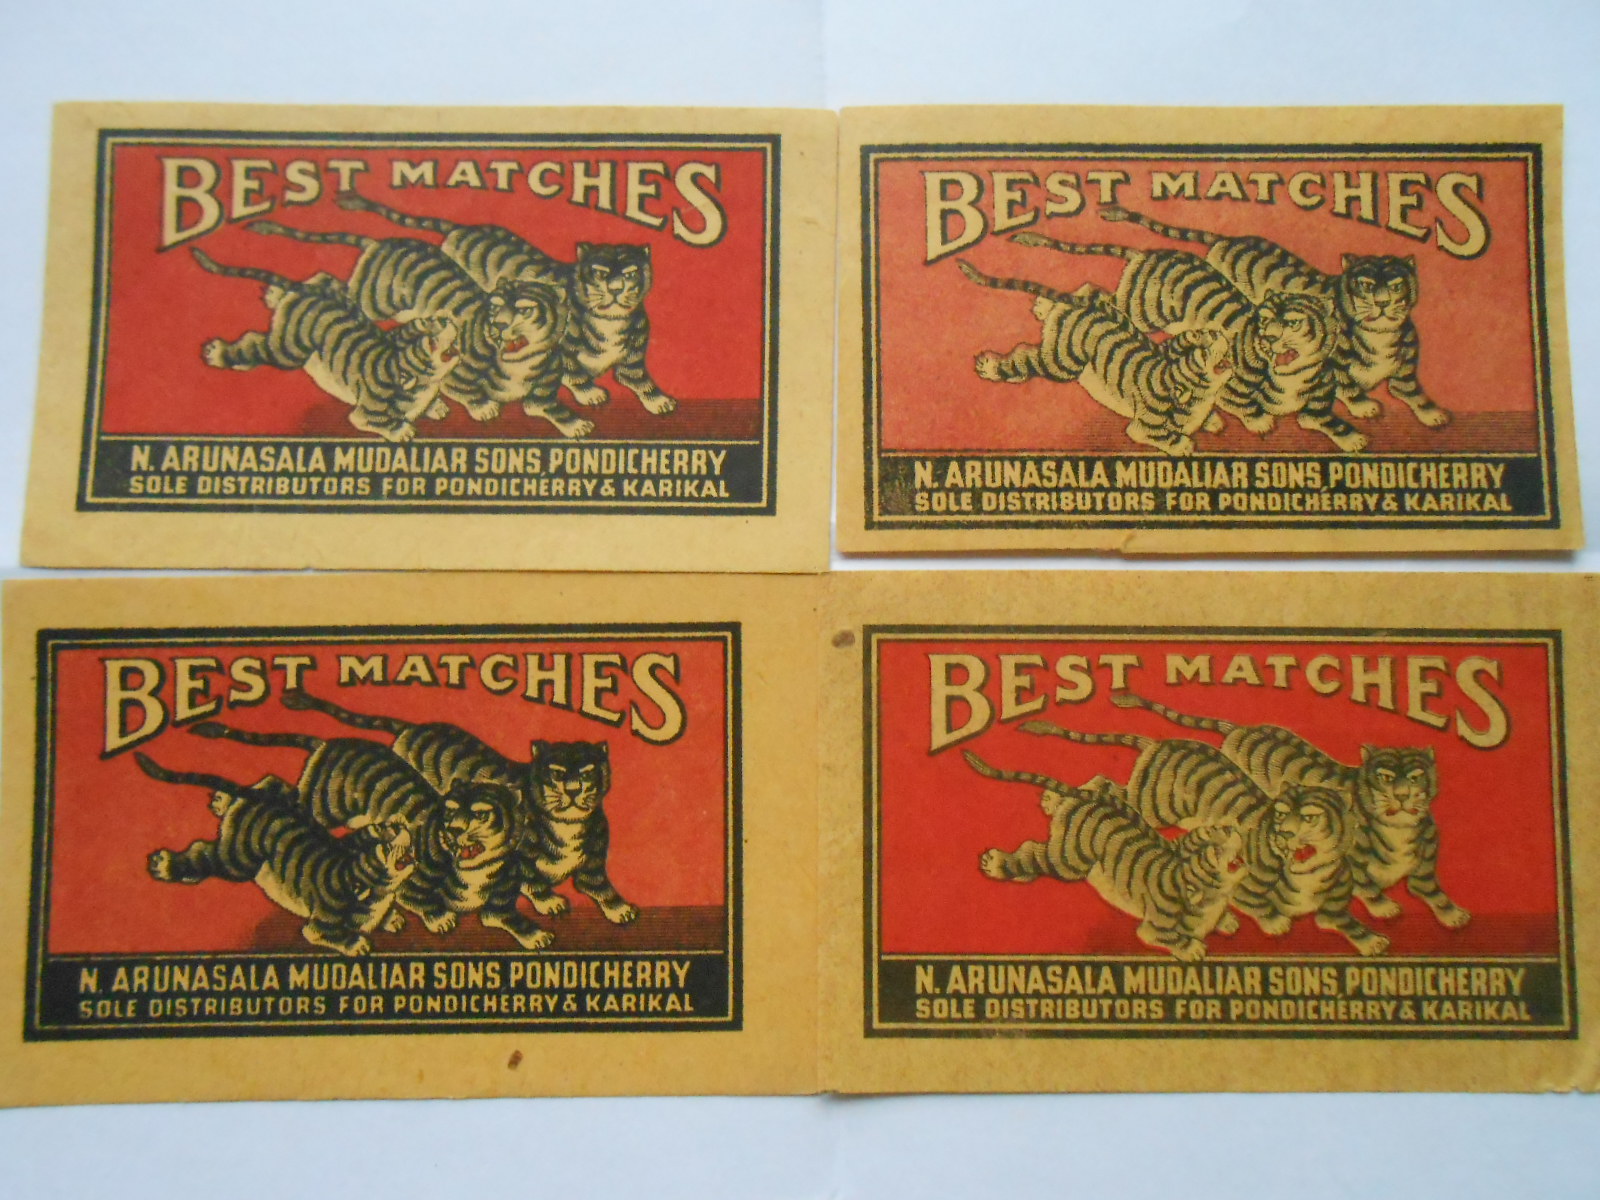 BEST MATCHES
N. ARUNASALA MUDALIAR SONS, PONDICHERRY
SOLE DISTRIBUTORS FOR PONDICHERRY & KARIKAL
BEST MATCHES
N. ARUNASALA MUDALIAR SONS, PONDICHERRY
SOLE DISTRIBUTORS FOR PONDICHERRY & KARIKAL
BEST MATCHES
N. ARUNASALA MUDALIAR SONS, PONDICHERRY
SOLE DISTRIBUTORS FOR PONDICHERRY & KARIKAL
BEST MATCHES
N. ARUNASALA MUDALIAR SONS, PONDICHERRY
SOLE DISTRIBUTORS FOR PONDICHERRY & KARIKAL